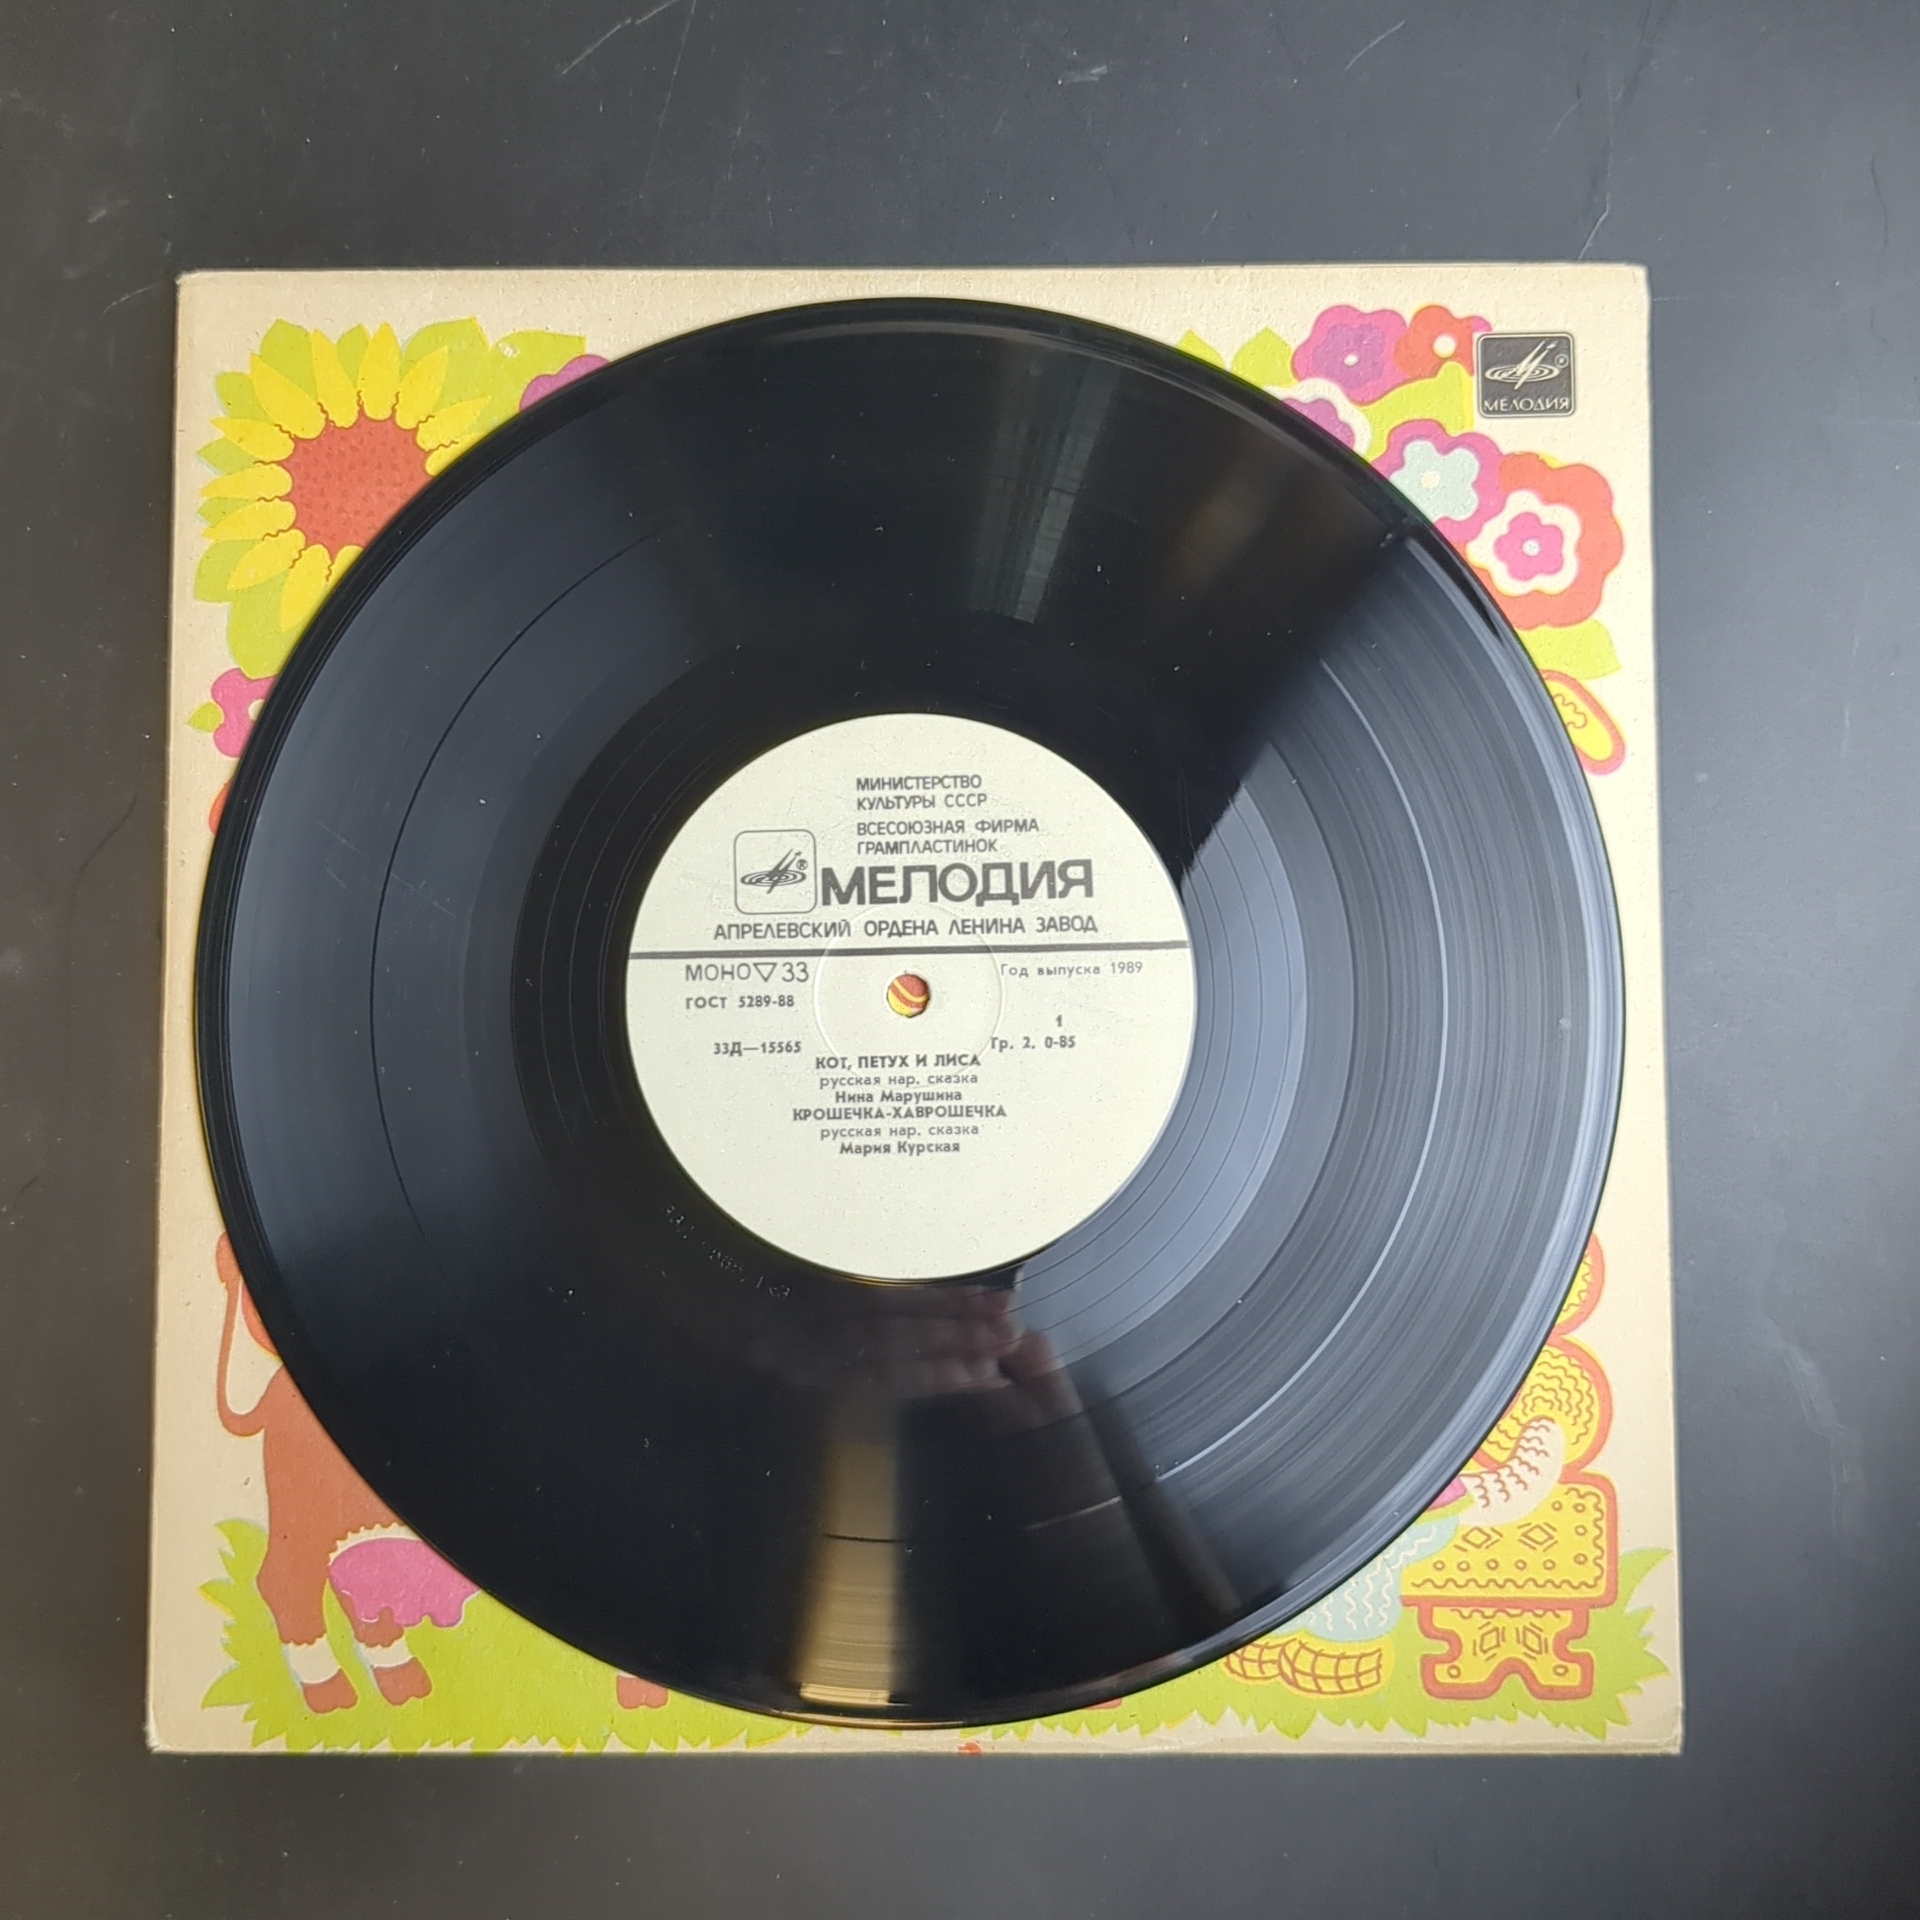 МЕЛОДИЯ
МИНИСТЕРСТВО
КУЛЬТУРЫ СССР
ВСЕСОЮЗНАЯ ФИРМА
ГРАМПЛАСТИНОК
МЕЛОДИЯ
АПРЕЛЕВСКИЙ ОРДЕНА ЛЕНИНА ЗАВОД
МОНО▽33
Год выпуска 1989
ГОСТ 5289-88
1
33Д—15565
Гр. 2. 0-85
КОТ, ПЕТУХ И ЛИСА
русская нар. сказка
Нина Марушина
КРОШЕЧКА-ХАВРОШЕЧКА
русская нар. сказка
Мария Курская